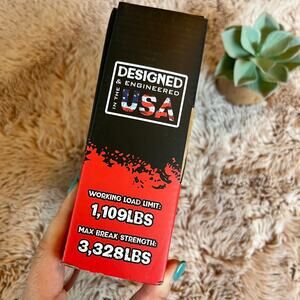 DESIGNED
& ENGINEERED
IN THE USA
WORKING LOAD LIMIT:
1,109LBS
MAX BREAK STRENGTH:
3,328LBS